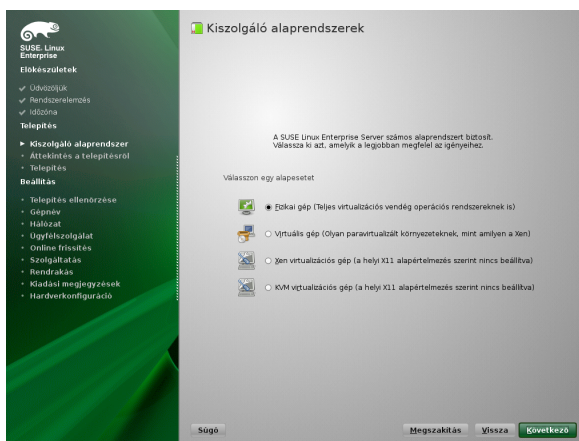 SUSE. Linux
Enterprise
Előkészületek
Üdvözöljük
Rendszerelemzés
Időzóna
Telepítés
Kiszolgáló alaprendszer
Áttekintés a telepítésről
Telepítés
Beállítás
Telepítés ellenőrzése
Gépnév
Hálózat
Ügyfélszolgálat
Online frissítés
Szolgáltatás
Rendrakás
Kiadási megjegyzések
Hardverkonfiguráció
Kiszolgáló alaprendszerek
A SUSE Linux Enterprise Server számos alaprendszert biztosít.
Válassza ki azt, amelyik a legjobban megfelel az igényeihez.
Válasszon egy alapesetet
Fizikai gép (Teljes virtualizációs vendég operációs rendszereknek is)
Virtuális gép (Olyan paravirtualizált környezeteknek, mint amilyen a Xen)
Xen virtualizációs gép (a helyi X11 alapértelmezés szerint nincs beállítva)
KVM virtualizációs gép (a helyi X11 alapértelmezés szerint nincs beállítva)
Súgó
Megszakítás
Vissza
Következő